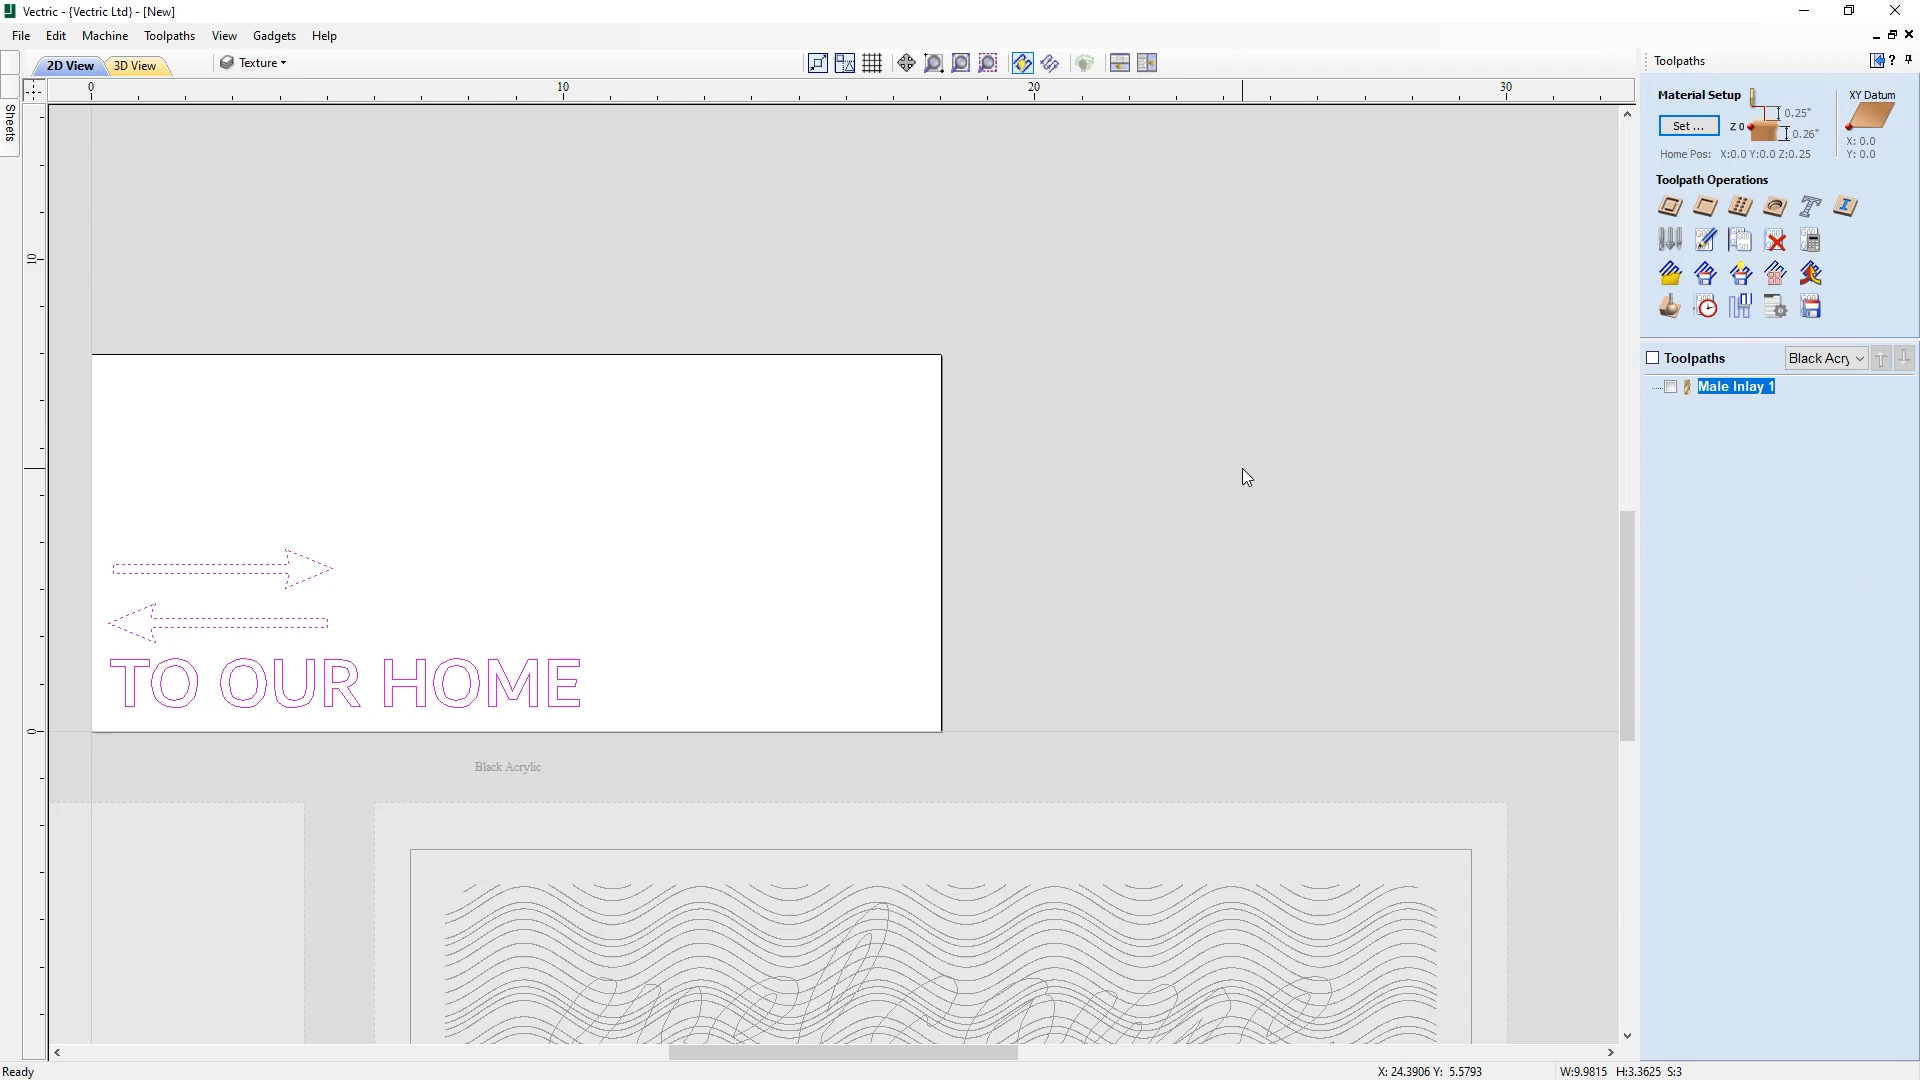 Vectric - {Vectric Ltd} - [New]
File Edit Machine Toolpaths View Gadgets Help
2D View 3D View Texture
Toolpaths
Sheets
0 10 20 30
10
0
Material Setup
Set ...
Z 0
0.25"
0.26"
XY Datum
X: 0.0
Y: 0.0
Home Pos: X:0.0 Y:0.0 Z:0.25
Toolpath Operations
Toolpaths Black Acry
Male Inlay 1
TO OUR HOME
Black Acrylic
Ready
X: 24.3906 Y: 5.5793
W:9.9815 H:3.3625 S:3